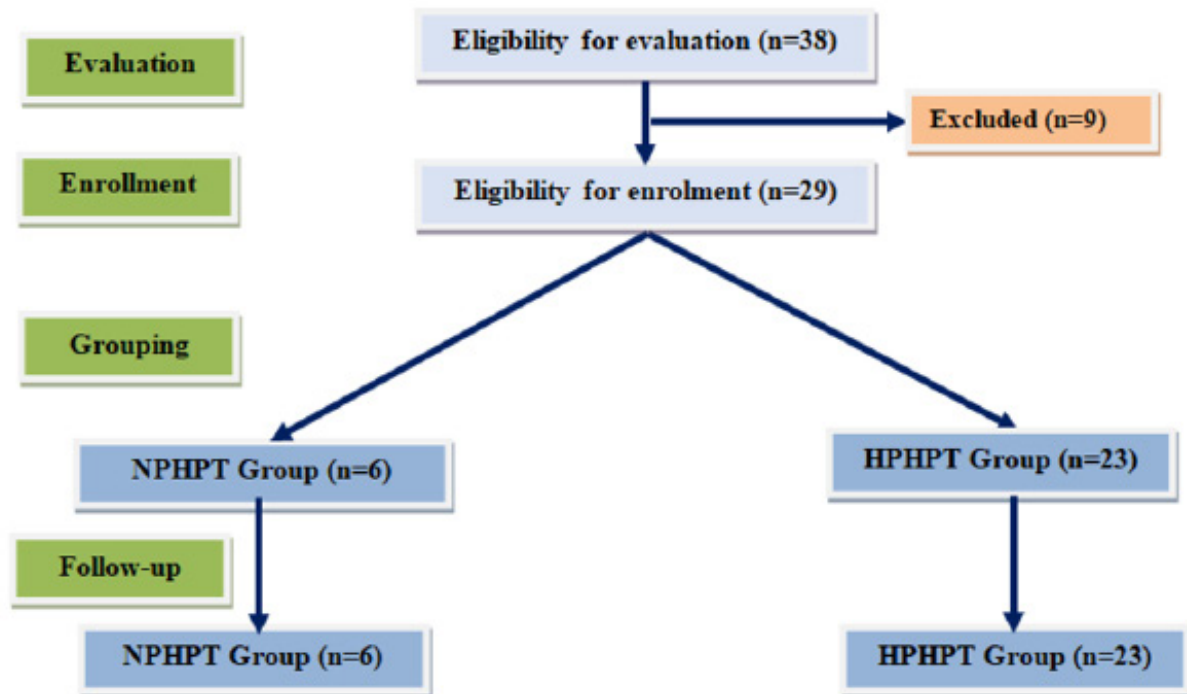 Evaluation
Eligibility for evaluation (n=38)
Excluded (n=9)
Enrollment
Eligibility for enrolment (n=29)
Grouping
NPHPT Group (n=6)
HPHPT Group (n=23)
Follow-up
NPHPT Group (n=6)
HPHPT Group (n=23)